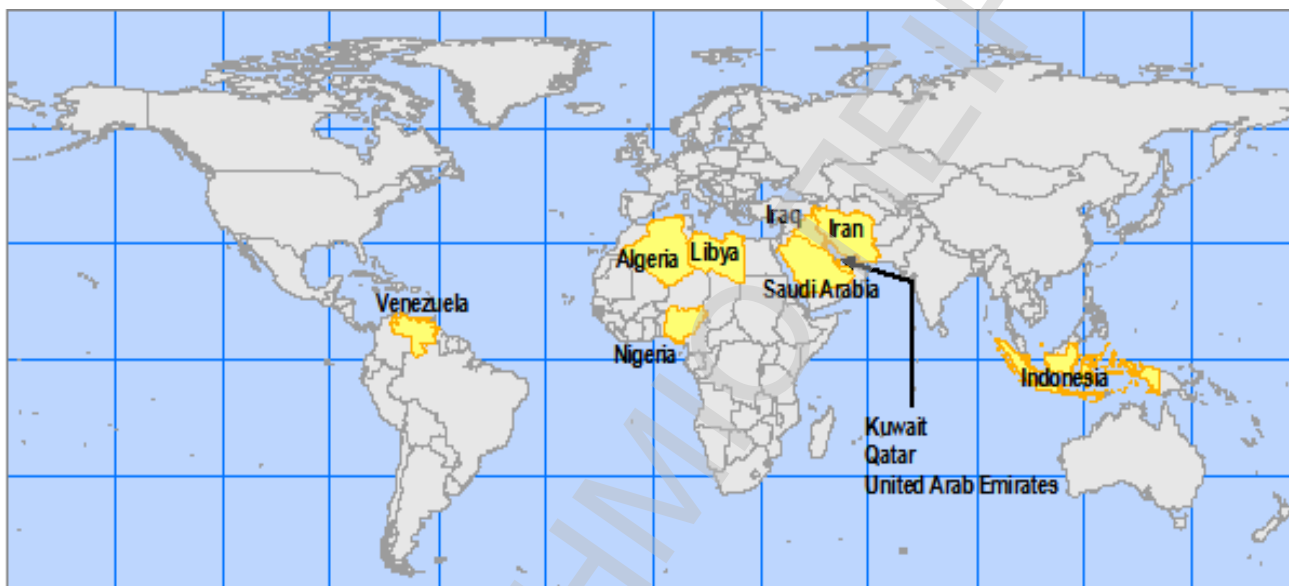 Iraq
Iran
Algeria
Libya
Saudi Arabia
Venezuela
Nigeria
Indonesia
Kuwait
Qatar
United Arab Emirates